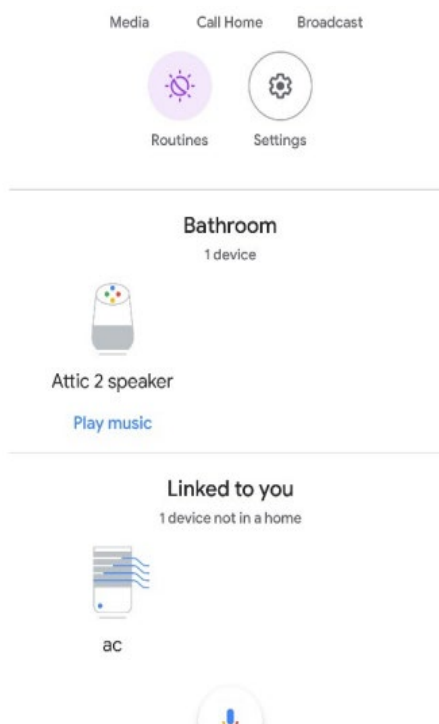 Media Call Home Broadcast
Routines Settings
Bathroom
1 device
Attic 2 speaker
Play music
Linked to you
1 device not in a home
ac